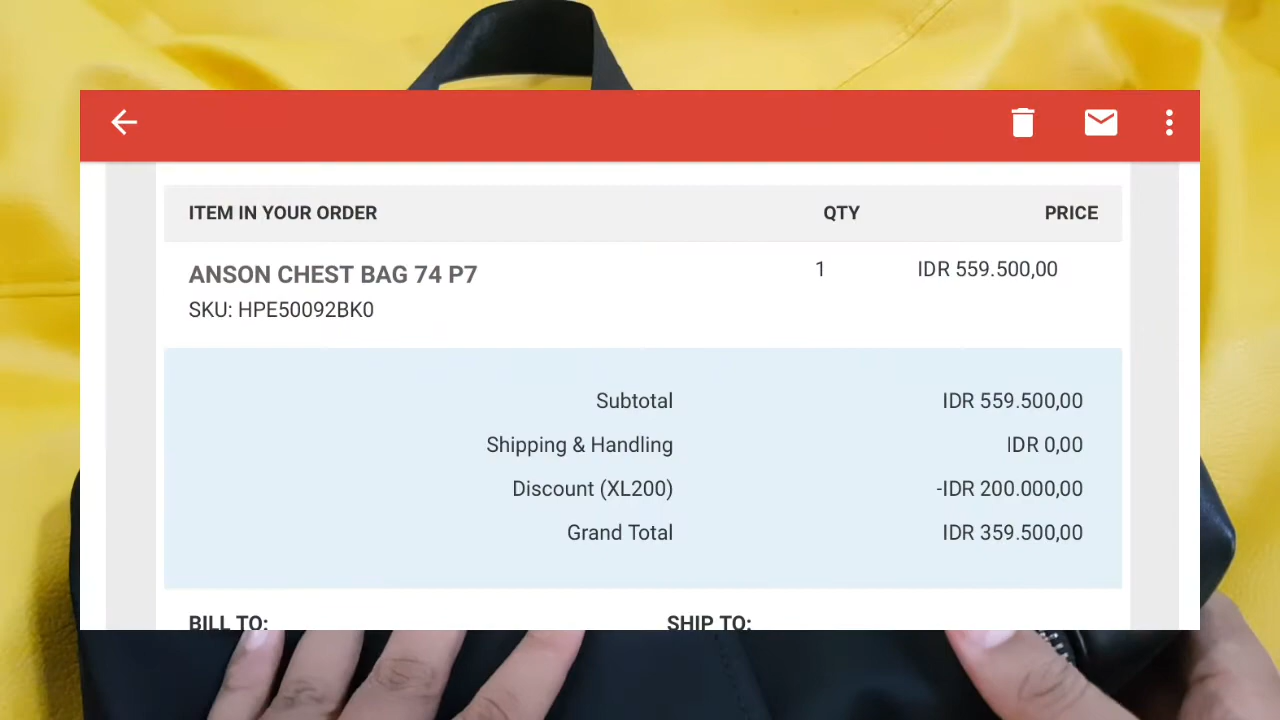 ITEM IN YOUR ORDER QTY PRICE
ANSON CHEST BAG 74 P7 1 IDR 559.500,00
SKU: HPE50092BK0
Subtotal IDR 559.500,00
Shipping & Handling IDR 0,00
Discount (XL200) -IDR 200.000,00
Grand Total IDR 359.500,00
BILL TO: SHIP TO: